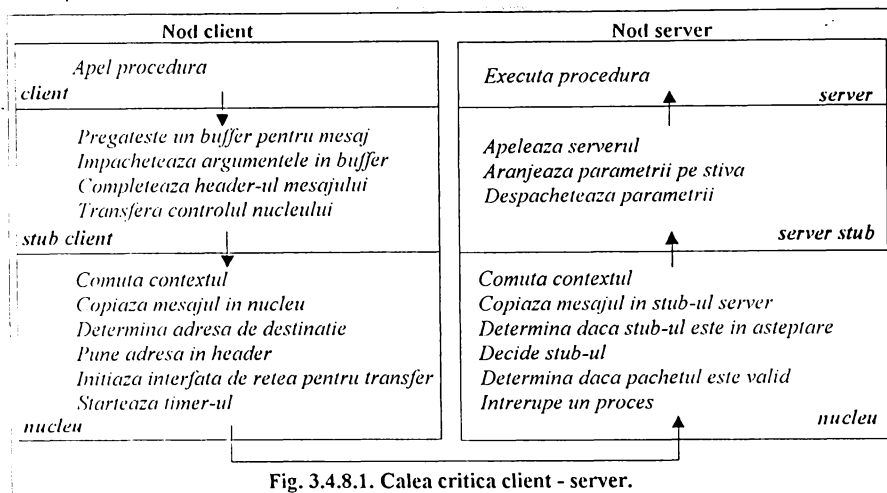 Nod client
Apel procedura
client
Pregateste un buffer pentru mesaj
Impacheteaza argumentele in buffer
Completeaza header-ul mesajului
Transfera controlul nucleului
stub client
Comuta contextul
Copiaza mesajul in nucleu
Determina adresa de destinatie
Pune adresa in header
Initiaza interfata de retea pentru transfer
Starteaza timer-ul
nucleu
Nod server
Executa procedura
server
Apeleaza serverul
Aranjeaza parametrii pe stiva
Despacheteaza parametrii
server stub
Comuta contextul
Copiaza mesajul in stub-ul server
Determina daca stub-ul este in asteptare
Decide stub-ul
Determina daca pachetul este valid
Intrerupe un proces
nucleu
Fig. 3.4.8.1. Calea critica client - server.